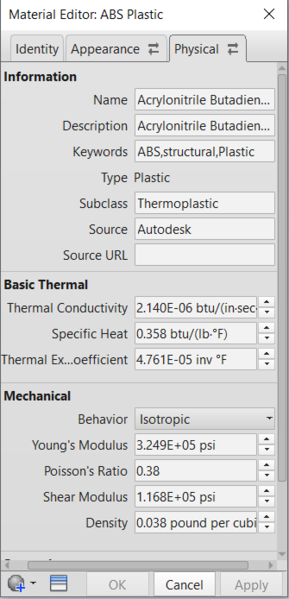 Material Editor: ABS Plastic
Identity Appearance Physical
Information
Name Acrylonitrile Butadien...
Description Acrylonitrile Butadien...
Keywords ABS,structural,Plastic
Type Plastic
Subclass Thermoplastic
Source Autodesk
Source URL
Basic Thermal
Thermal Conductivity 2.140E-06 btu/(in·sec·
Specific Heat 0.358 btu/(lb·°F)
Thermal Ex...oefficient 4.761E-05 inv °F
Mechanical
Behavior Isotropic
Young's Modulus 3.249E+05 psi
Poisson's Ratio 0.38
Shear Modulus 1.168E+05 psi
Density 0.038 pound per cubi
OK Cancel Apply